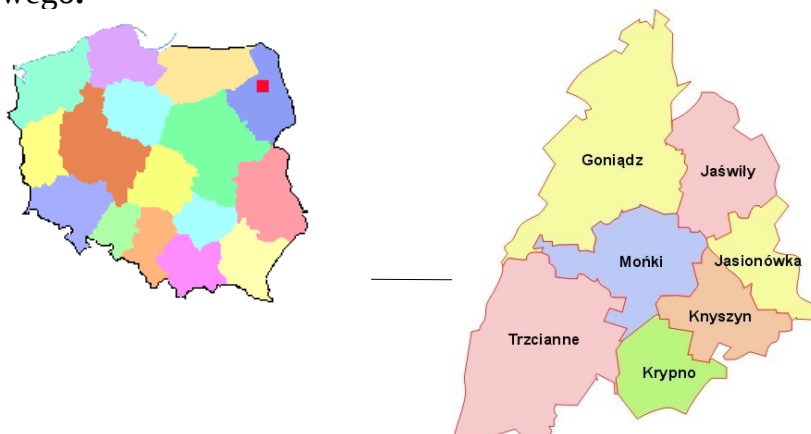 wego.
Goniądz
Jaświły
Mońki
Jasionówka
Knyszyn
Trzcianne
Krypno